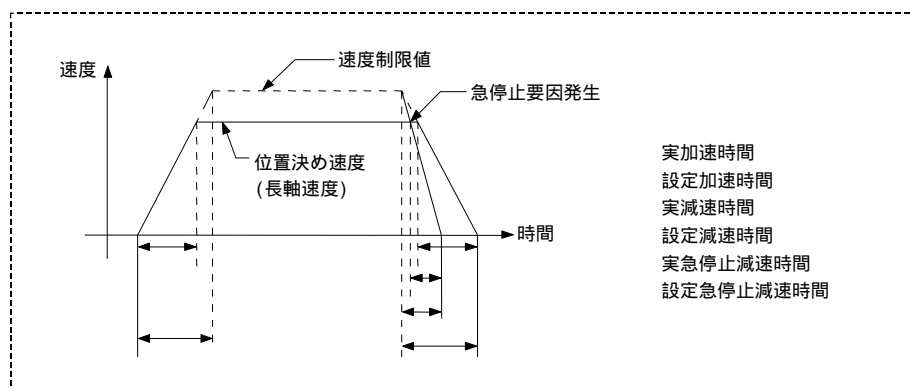 速度制限値
速度
急停止要因発生
位置決め速度
(長軸速度)
時間
実加速時間
設定加速時間
実減速時間
設定減速時間
実急停止減速時間
設定急停止減速時間